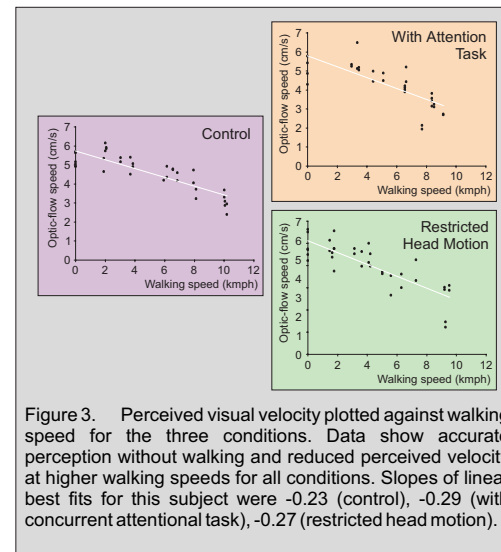 With Attention
Task
Optic-flow speed (cm/s)
7
6
5
4
3
2
1
0
0 2 4 6 8 10 12
Walking speed (kmph)
Control
Optic-flow speed (cm/s)
7
6
5
4
3
2
1
0
0 2 4 6 8 10 12
Walking speed (kmph)
Restricted
Head Motion
Optic-flow speed (cm/s)
7
6
5
4
3
2
1
0
0 2 4 6 8 10 12
Walking speed (kmph)
Figure 3. Perceived visual velocity plotted against walking
speed for the three conditions. Data show accurate
perception without walking and reduced perceived velocit
at higher walking speeds for all conditions. Slopes of linea
best fits for this subject were -0.23 (control), -0.29 (with
concurrent attentional task), -0.27 (restricted head motion).